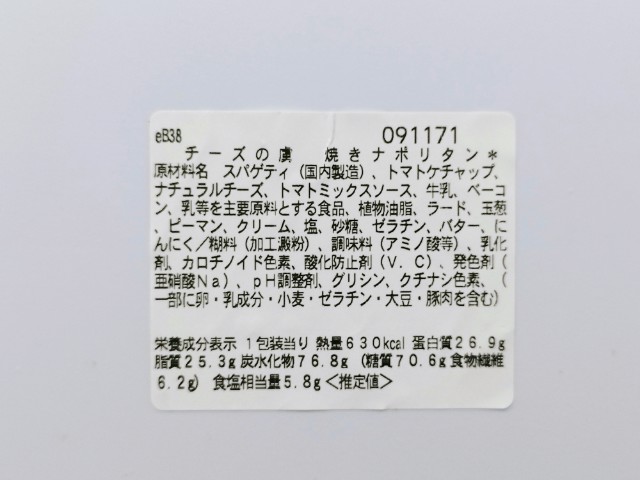 eB38 091171
チーズの虜 焼きナポリタン*
原材料名 スパゲティ(国内製造)、トマトケチャップ、
ナチュラルチーズ、トマトミックスソース、牛乳、ベーコ
ン、乳等を主要原料とする食品、植物油脂、ラード、玉葱
、ピーマン、クリーム、塩、砂糖、ゼラチン、バター、に
んにく/糊料(加工澱粉)、調味料(アミノ酸等)、乳化
剤、カロチノイド色素、酸化防止剤(V.C)、発色剤(
亜硝酸Na)、pH調整剤、グリシン、クチナシ色素、(
一部に卵・乳成分・小麦・ゼラチン・大豆・豚肉を含む)
栄養成分表示 1包装当り 熱量630kcal 蛋白質26.9g
脂質25.3g 炭水化物76.8g (糖質70.6g 食物繊維
6.2g) 食塩相当量5.8g<推定値>